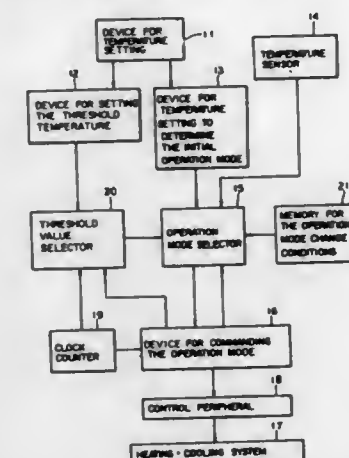 DEVICE FOR
TEMPERATURE
SETTING
11
14
TEMPERATURE
SENSOR
12
DEVICE FOR SETTING
THE THRESHOLD
TEMPERATURE
13
DEVICE FOR
TEMPERATURE
SETTING TO
DETERMINE
THE INITIAL
OPERATION MODE
20
THRESHOLD
VALUE
SELECTOR
15
OPERATION
MODE SELECTOR
21
MEMORY FOR
THE OPERATION
MODE CHANGE
CONDITIONS
19
CLOCK
COUNTER
16
DEVICE FOR COMMANDING
THE OPERATION MODE
18
CONTROL PERIPHERAL
17
HEATING - COOLING SYSTEM